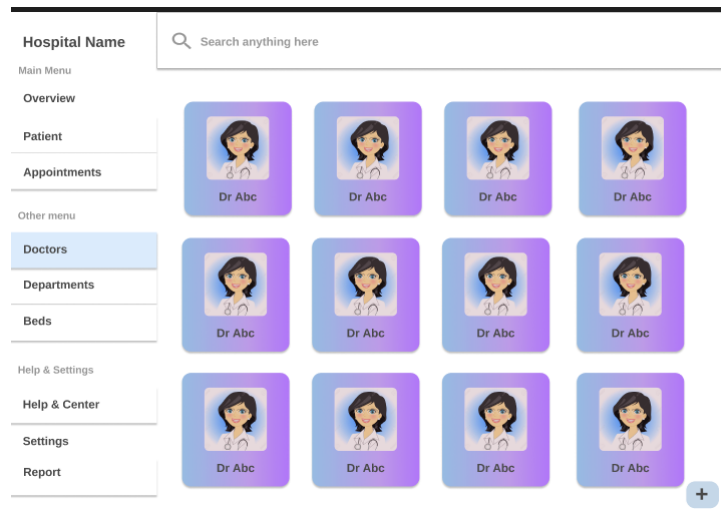 Hospital Name
Search anything here
Main Menu
Overview
Patient
Appointments
Other menu
Doctors
Departments
Beds
Help & Settings
Help & Center
Settings
Report
Dr Abc
Dr Abc
Dr Abc
Dr Abc
Dr Abc
Dr Abc
Dr Abc
Dr Abc
Dr Abc
Dr Abc
Dr Abc
Dr Abc
+